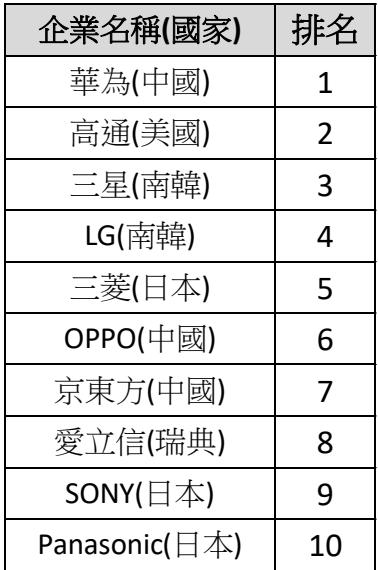 企業名稱(國家) 排名
華為(中國) 1
高通(美國) 2
三星(南韓) 3
LG(南韓) 4
三菱(日本) 5
OPPO(中國) 6
京東方(中國) 7
愛立信(瑞典) 8
SONY(日本) 9
Panasonic(日本) 10